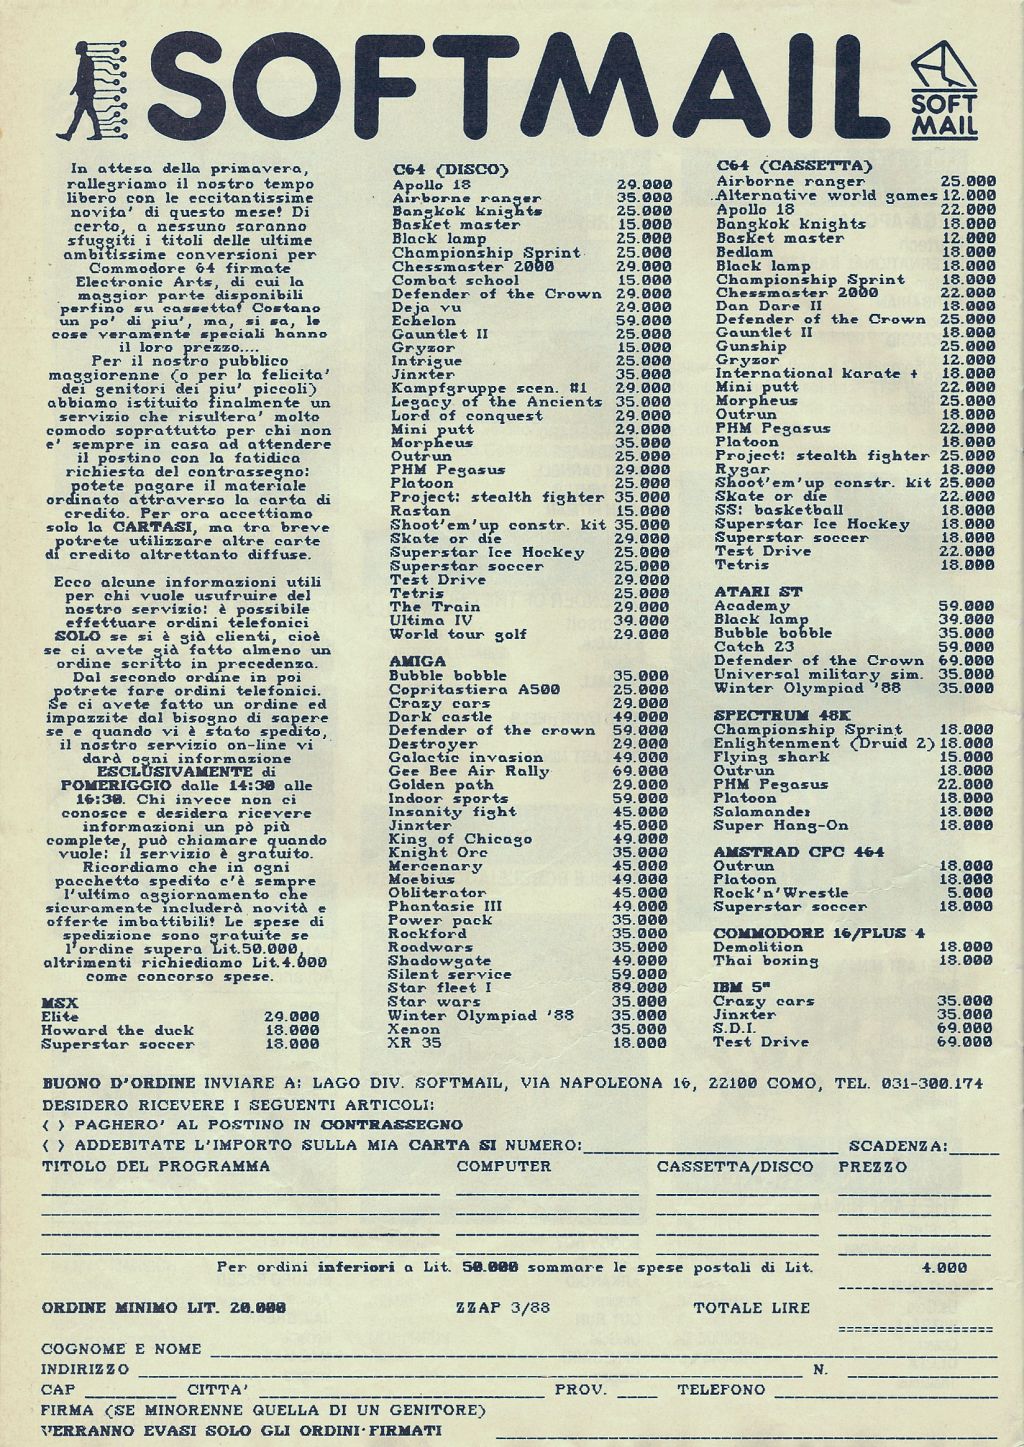 SOFTMAIL
SOFT
MAIL
In attesa della primavera,
rallegriamo il nostro tempo
libero con le eccitantissime
novita' di questo mese! Di
certo, a nessuno saranno
sfuggiti i titoli delle ultime
ambitissime conversioni per
Commodore 64 firmate
Electronic Arts, di cui la
maggior parte disponibili
perfino su cassetta! Costano
un po' di piu', ma, si sa, le
cose veramente speciali hanno
il loro prezzo....
Per il nostro pubblico
maggiorenne (o per la felicita'
dei genitori dei piu' piccoli)
abbiamo istituito finalmente un
servizio che risultera' molto
comodo soprattutto per chi non
e' sempre in casa ad attendere
il postino con la fatidica
richiesta del contrassegno:
potete pagare il materiale
ordinato attraverso la carta di
credito. Per ora accettiamo
solo la CARTASI, ma tra breve
potrete utilizzare altre carte
di credito altrettanto diffuse.
Ecco alcune informazioni utili
per chi vuole usufruire del
nostro servizio: è possibile
effettuare ordini telefonici
SOLO se si è già clienti, cioè
se ci avete già fatto almeno un
ordine scritto in precedenza.
Dal secondo ordine in poi
potrete fare ordini telefonici.
Se ci avete fatto un ordine ed
impazzite dal bisogno di sapere
se e quando vi è stato spedito,
il nostro servizio on-line vi
darà ogni informazione
ESCLUSIVAMENTE di
POMERIGGIO dalle 14:30 alle
16:30. Chi invece non ci
conosce e desidera ricevere
informazioni un pò più
complete, può chiamare quando
vuole: il servizio è gratuito.
Ricordiamo che in ogni
pacchetto spedito c'è sempre
l'ultimo aggiornamento che
sicuramente includerà novità e
offerte imbattibili! Le spese di
spedizione sono gratuite se
l'ordine supera Lit.50.000,
altrimenti richiediamo Lit.4.000
come concorso spese.
MSX
Elite 29.000
Howard the duck 18.000
Superstar soccer 18.000
C64 (DISCO)
Apollo 18 29.000
Airborne ranger 35.000
Bangkok knights 25.000
Basket master 15.000
Black lamp 25.000
Championship Sprint 25.000
Chessmaster 2000 29.000
Combat school 15.000
Defender of the Crown 29.000
Deja vu 29.000
Echelon 59.000
Gauntlet II 25.000
Gryzor 15.000
Intrigue 25.000
Jinxter 35.000
Kampfgruppe scen. #1 29.000
Legacy of the Ancients 35.000
Lord of conquest 29.000
Mini putt 29.000
Morpheus 35.000
Outrun 25.000
PHM Pegasus 29.000
Platoon 25.000
Project: stealth fighter 35.000
Rastan 15.000
Shoot'em'up constr. kit 35.000
Skate or die 29.000
Superstar Ice Hockey 25.000
Superstar soccer 25.000
Test Drive 29.000
Tetris 25.000
The Train 29.000
Ultima IV 39.000
World tour golf 29.000
AMIGA
Bubble bobble 35.000
Copritastiera A500 25.000
Crazy cars 29.000
Dark castle 49.000
Defender of the crown 59.000
Destroyer 29.000
Galactic invasion 49.000
Gee Bee Air Rally 69.000
Golden path 29.000
Indoor sports 59.000
Insanity fight 45.000
Jinxter 45.000
King of Chicago 49.000
Knight Orc 35.000
Mercenary 45.000
Moebius 49.000
Obliterator 45.000
Phantasie III 49.000
Power pack 35.000
Rockford 35.000
Roadwars 35.000
Shadowgate 49.000
Silent service 59.000
Star fleet I 89.000
Star wars 35.000
Winter Olympiad '88 35.000
Xenon 35.000
XR 35 18.000
C64 (CASSETTA)
Airborne ranger 25.000
Alternative world games 12.000
Apollo 18 22.000
Bangkok knights 18.000
Basket master 12.000
Bedlam 18.000
Black lamp 18.000
Championship Sprint 18.000
Chessmaster 2000 22.000
Dan Dare II 18.000
Defender of the Crown 25.000
Gauntlet II 18.000
Gunship 25.000
Gryzor 12.000
International karate + 18.000
Mini putt 22.000
Morpheus 25.000
Outrun 18.000
PHM Pegasus 22.000
Platoon 18.000
Project: stealth fighter 25.000
Rygar 18.000
Shoot'em'up constr. kit 25.000
Skate or die 22.000
SS: basketball 18.000
Superstar Ice Hockey 18.000
Superstar soccer 18.000
Test Drive 22.000
Tetris 18.000
ATARI ST
Academy 59.000
Black lamp 39.000
Bubble bobble 35.000
Catch 23 59.000
Defender of the Crown 69.000
Universal military sim. 35.000
Winter Olympiad '88 35.000
SPECTRUM 48K
Championship Sprint 18.000
Enlightenment (Druid 2) 18.000
Flying shark 15.000
Outrun 18.000
PHM Pegasus 22.000
Platoon 18.000
Salamander 18.000
Super Hang-On 18.000
AMSTRAD CPC 464
Outrun 18.000
Platoon 18.000
Rock'n'Wrestle 5.000
Superstar soccer 18.000
COMMODORE 16/PLUS 4
Demolition 18.000
Thai boxing 18.000
IBM 5"
Crazy cars 35.000
Jinxter 35.000
S.D.I. 69.000
Test Drive 69.000
BUONO D'ORDINE INVIARE A: LAGO DIV. SOFTMAIL, VIA NAPOLEONA 16, 22100 COMO, TEL. 031-300.174
DESIDERO RICEVERE I SEGUENTI ARTICOLI:
( ) PAGHERO' AL POSTINO IN CONTRASSEGNO
( ) ADDEBITATE L'IMPORTO SULLA MIA CARTA SI NUMERO: SCADENZA:
TITOLO DEL PROGRAMMA COMPUTER CASSETTA/DISCO PREZZO
Per ordini inferiori a Lit. 50.000 sommare le spese postali di Lit. 4.000
ORDINE MINIMO LIT. 20.000 ZZAP 3/88 TOTALE LIRE
COGNOME E NOME
INDIRIZZO N.
CAP CITTA' PROV. TELEFONO
FIRMA (SE MINORENNE QUELLA DI UN GENITORE)
VERRANNO EVASI SOLO GLI ORDINI FIRMATI